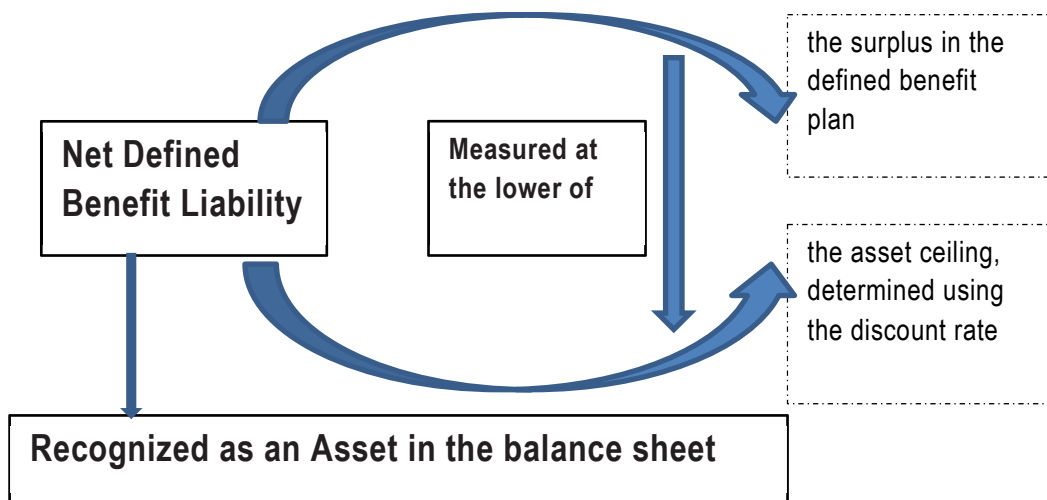 the surplus in the
defined benefit
plan
Net Defined
Benefit Liability
Measured at
the lower of
the asset ceiling,
determined using
the discount rate
Recognized as an Asset in the balance sheet